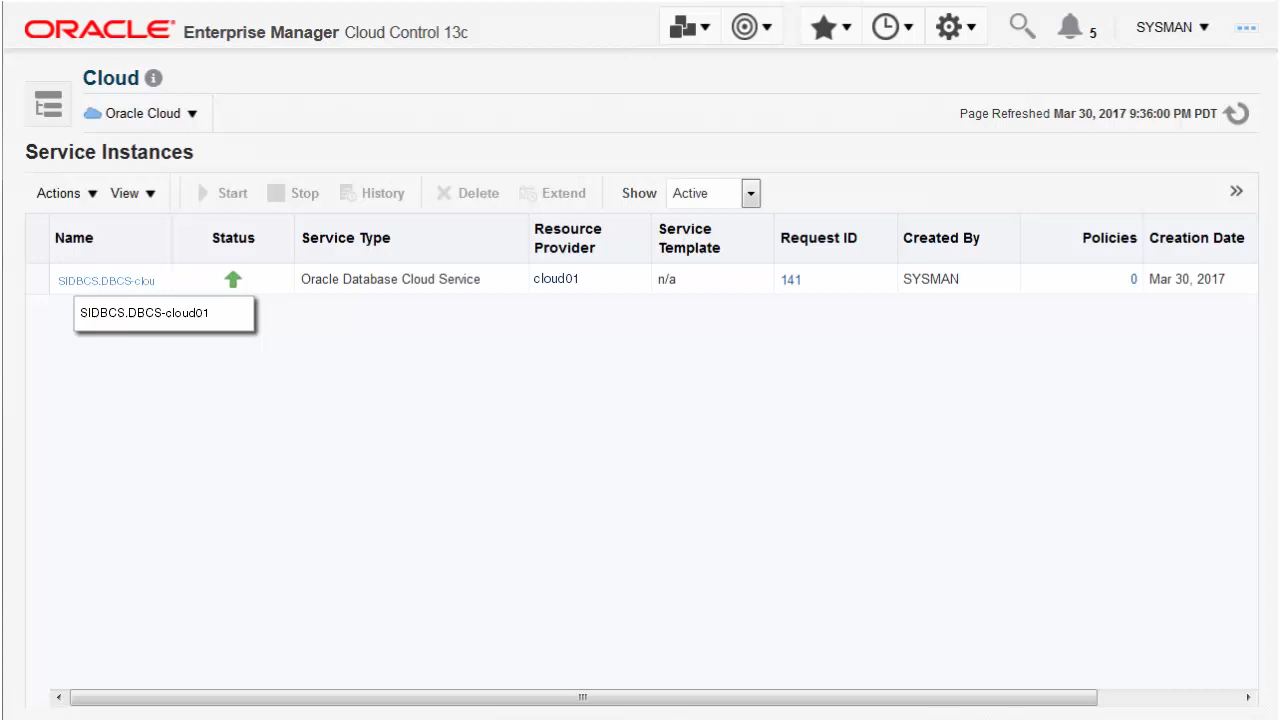 ORACLE Enterprise Manager Cloud Control 13c
5
SYSMAN
Cloud
Oracle Cloud
Page Refreshed Mar 30, 2017 9:36:00 PM PDT
Service Instances
Actions View Start Stop History Delete Extend Show Active
Name Status Service Type Resource Provider Service Template Request ID Created By Policies Creation Date
SIDBCS.DBCS-clou Oracle Database Cloud Service cloud01 n/a 141 SYSMAN 0 Mar 30, 2017
SIDBCS.DBCS-cloud01